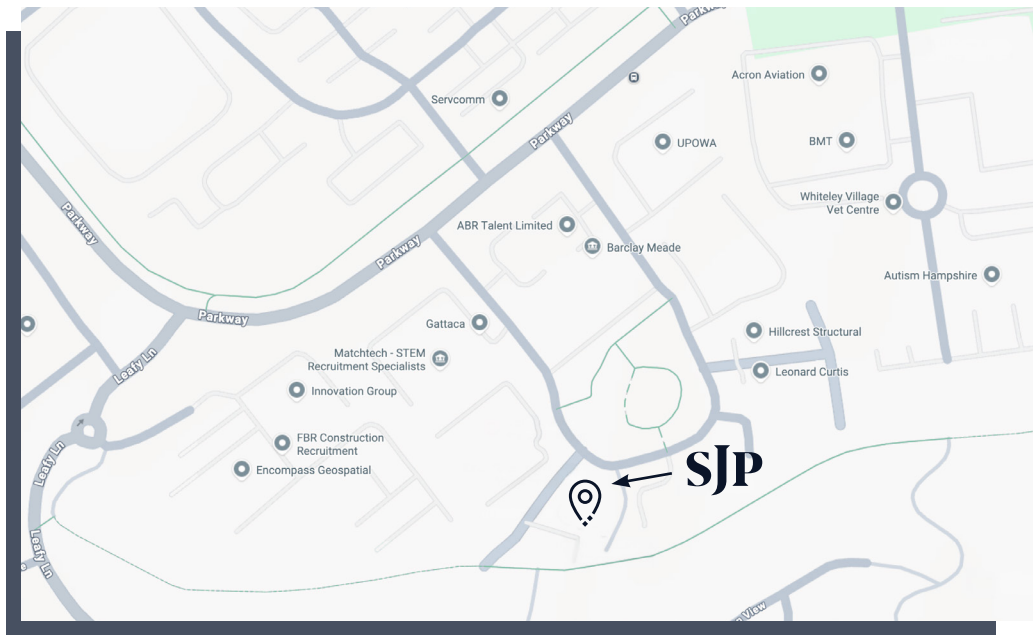 Parkway
Acron Aviation
Servcomm
Parkway
UPOWA
BMT
Whiteley Village
Vet Centre
Parkway
ABR Talent Limited
Parkway
Barclay Meade
Autism Hampshire
Parkway
Gattaca
Hillcrest Structural
Matchtech - STEM
Recruitment Specialists
Leafy Ln
Leonard Curtis
Innovation Group
FBR Construction
Recruitment
Leafy Ln
Encompass Geospatial
SJP
Leafy Ln
View